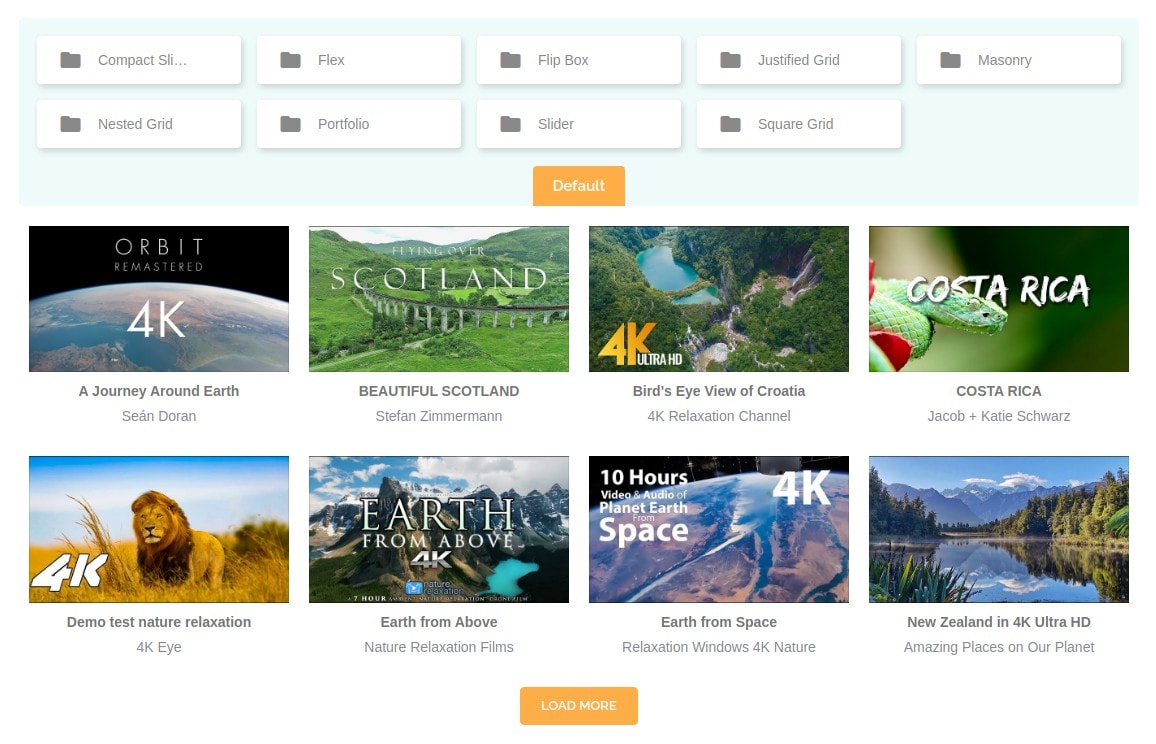 Compact Sli...
Flex
Flip Box
Justified Grid
Masonry
Nested Grid
Portfolio
Slider
Square Grid
Default
ORBIT
REMASTERED
4K
A Journey Around Earth
Seán Doran
FLYING OVER
SCOTLAND
BEAUTIFUL SCOTLAND
Stefan Zimmermann
4K ULTRA HD
Bird's Eye View of Croatia
4K Relaxation Channel
COSTA RICA
COSTA RICA
Jacob + Katie Schwarz
4K
Demo test nature relaxation
4K Eye
EARTH
FROM ABOVE
4K
nature
relaxation
A 7 HOUR AMBIENT NATURE RELAXATION™ DRONE FILM
Earth from Above
Nature Relaxation Films
10 Hours
Video & Audio of
Planet Earth
From
Space
4K
Earth from Space
Relaxation Windows 4K Nature
New Zealand in 4K Ultra HD
Amazing Places on Our Planet
LOAD MORE